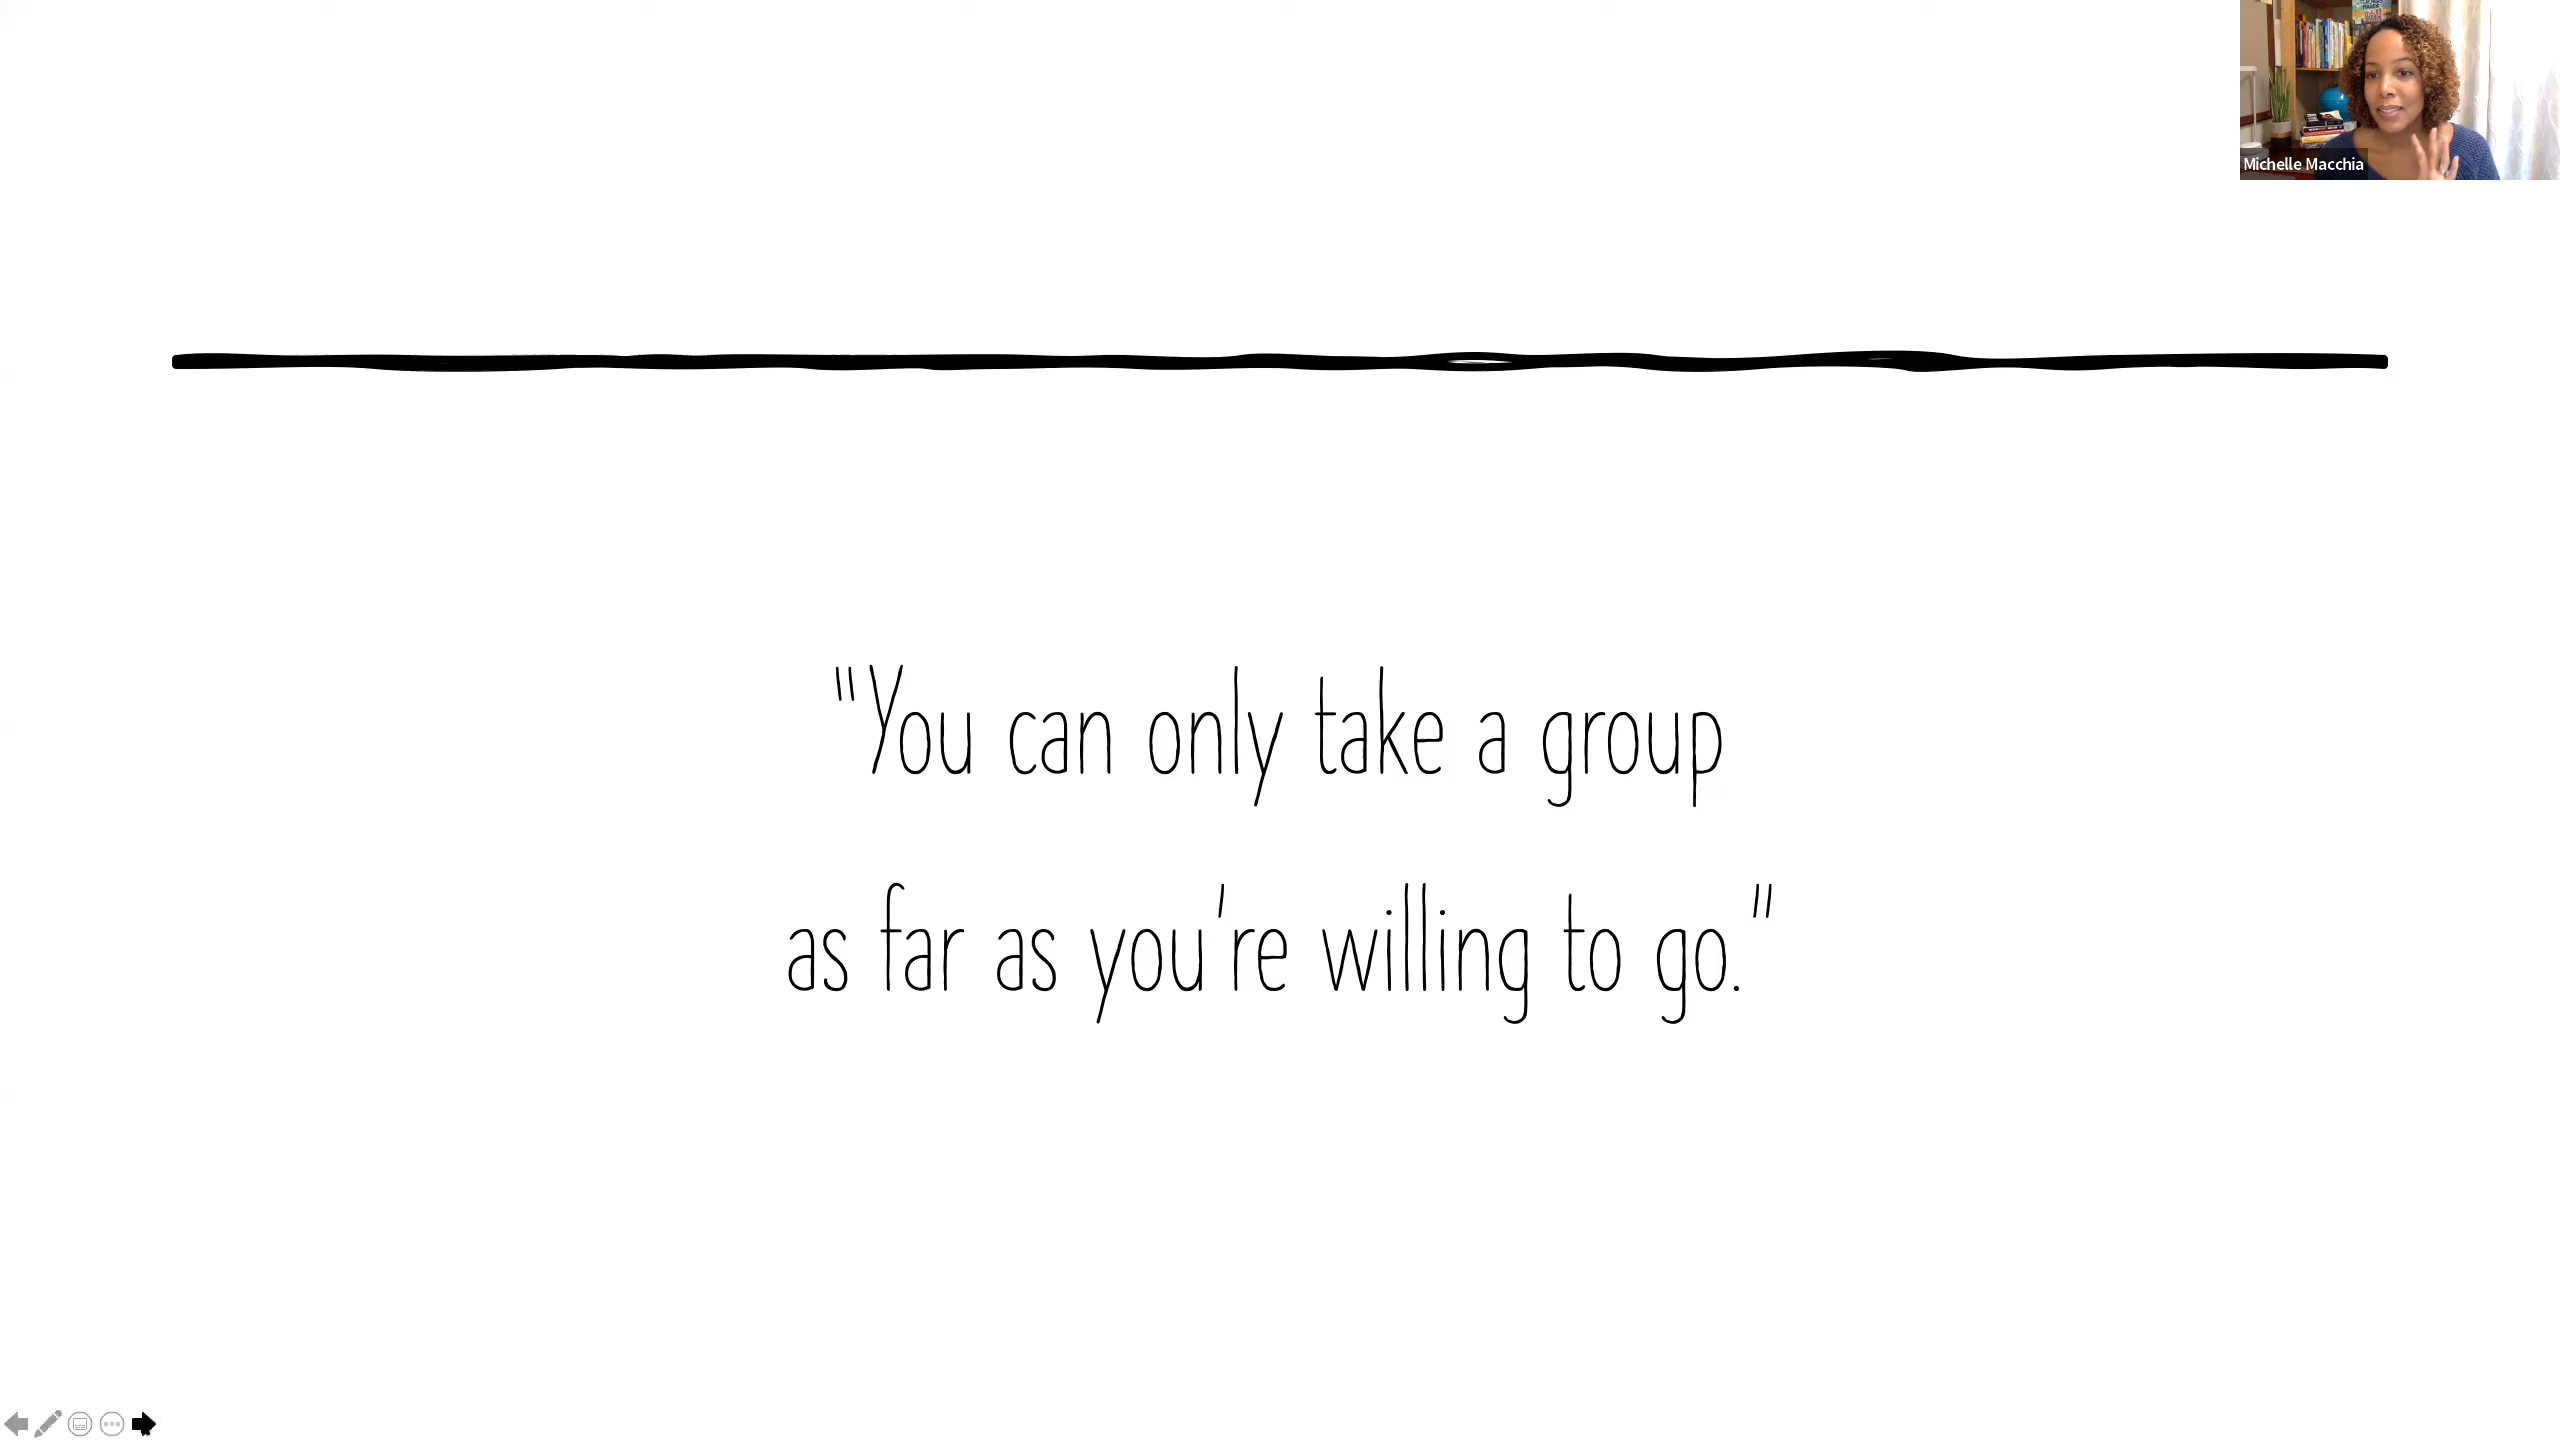 Michelle Macchia
"You can only take a group
as far as you're willing to go."